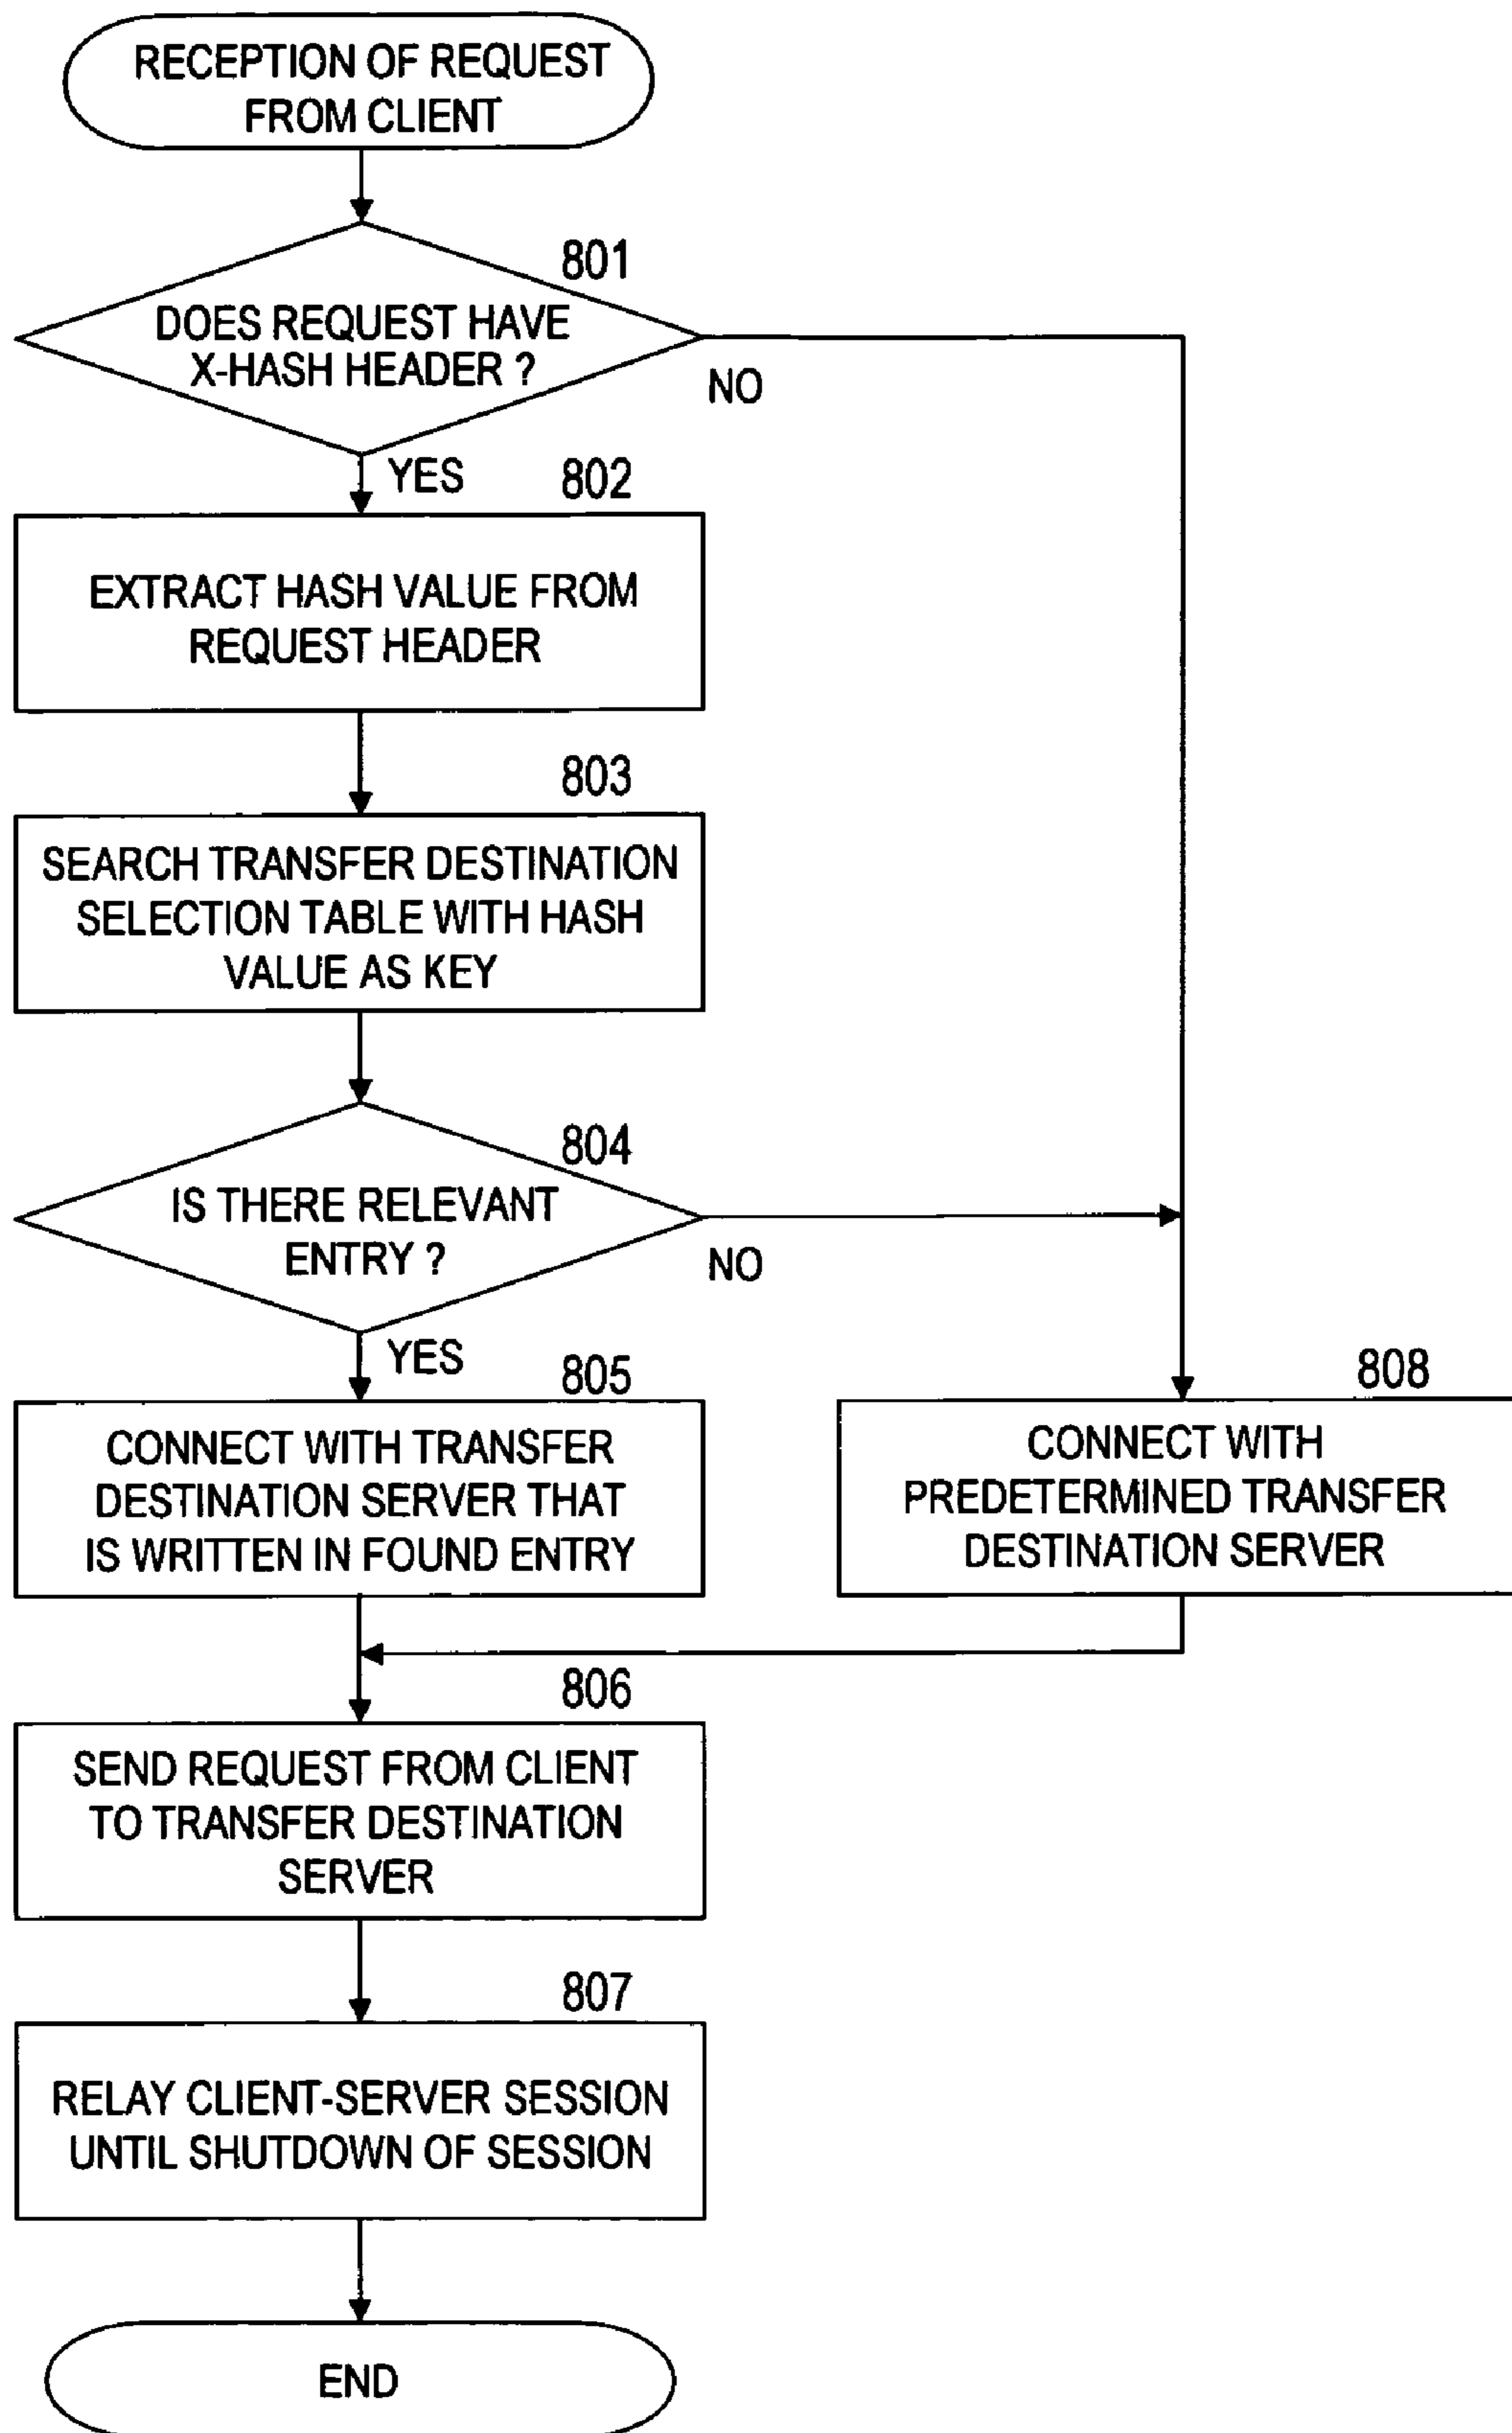 RECEPTION OF REQUEST
FROM CLIENT
801
DOES REQUEST HAVE
X-HASH HEADER ?
NO
YES
802
EXTRACT HASH VALUE FROM
REQUEST HEADER
803
SEARCH TRANSFER DESTINATION
SELECTION TABLE WITH HASH
VALUE AS KEY
804
IS THERE RELEVANT
ENTRY ?
NO
YES
805
CONNECT WITH TRANSFER
DESTINATION SERVER THAT
IS WRITTEN IN FOUND ENTRY
808
CONNECT WITH
PREDETERMINED TRANSFER
DESTINATION SERVER
806
SEND REQUEST FROM CLIENT
TO TRANSFER DESTINATION
SERVER
807
RELAY CLIENT-SERVER SESSION
UNTIL SHUTDOWN OF SESSION
END